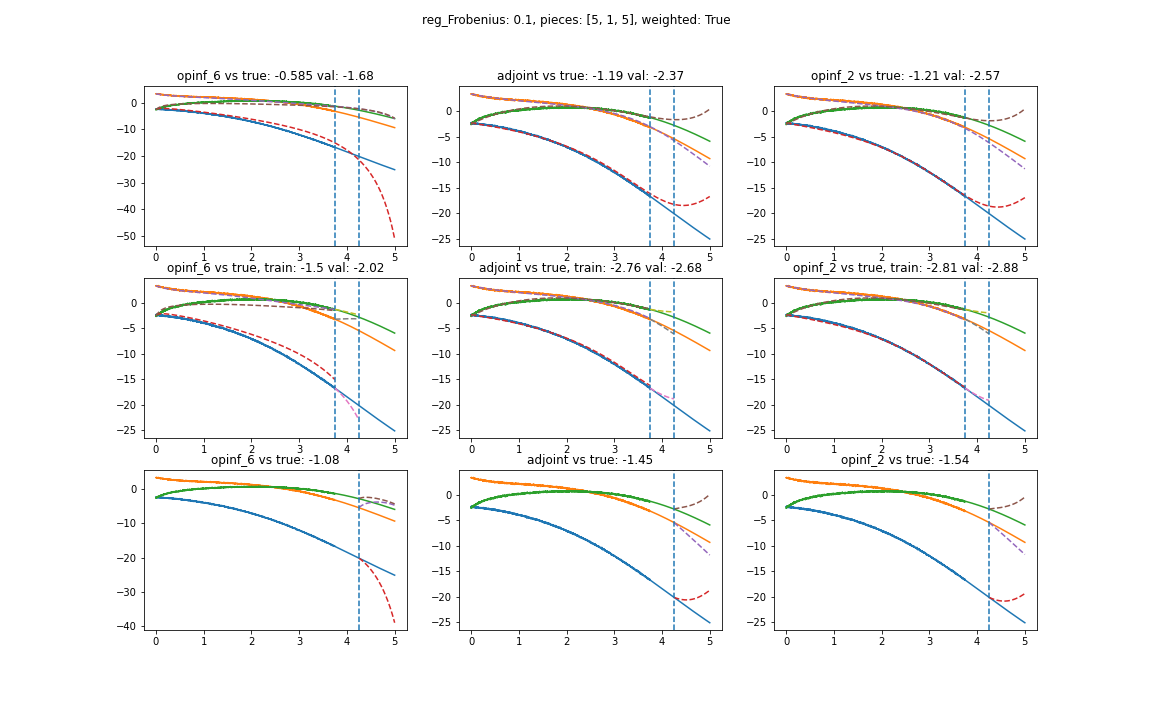 reg_Frobenius: 0.1, pieces: [5, 1, 5], weighted: True
opinf_6 vs true: -0.585 val: -1.68
adjoint vs true: -1.19 val: -2.37
opinf_2 vs true: -1.21 val: -2.57
0
−10
−20
−30
−40
−50
0 1 2 3 4 5
0
−5
−10
−15
−20
−25
0 1 2 3 4 5
0
−5
−10
−15
−20
−25
0 1 2 3 4 5
opinf_6 vs true, train: -1.5 val: -2.02
adjoint vs true, train: -2.76 val: -2.68
opinf_2 vs true, train: -2.81 val: -2.88
0
−5
−10
−15
−20
−25
0 1 2 3 4 5
0
−5
−10
−15
−20
−25
0 1 2 3 4 5
0
−5
−10
−15
−20
−25
0 1 2 3 4 5
opinf_6 vs true: -1.08
adjoint vs true: -1.45
opinf_2 vs true: -1.54
0
−10
−20
−30
−40
0 1 2 3 4 5
0
−5
−10
−15
−20
−25
0 1 2 3 4 5
0
−5
−10
−15
−20
−25
0 1 2 3 4 5